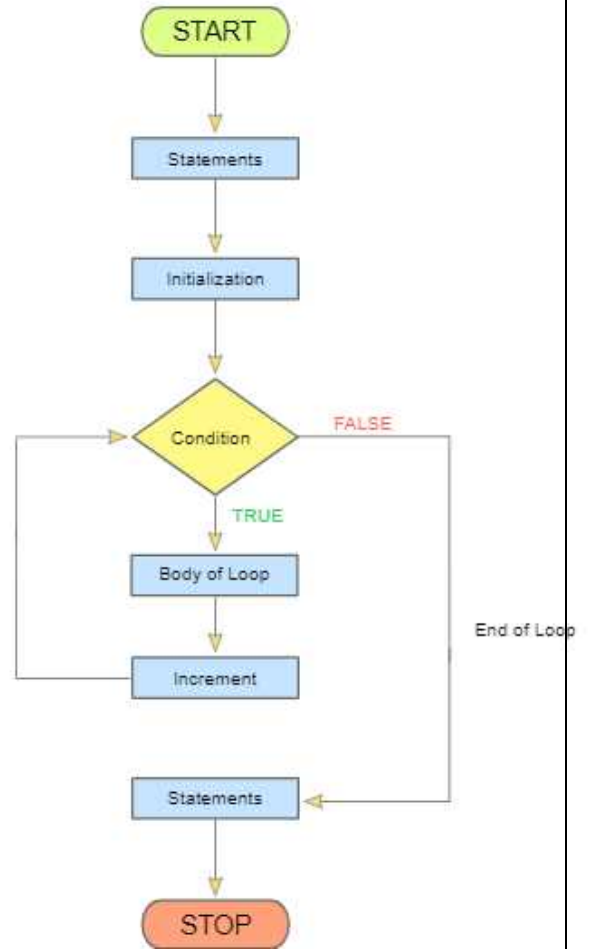 START
Statements
Initialization
Condition
FALSE
TRUE
Body of Loop
End of Loop
Increment
Statements
STOP